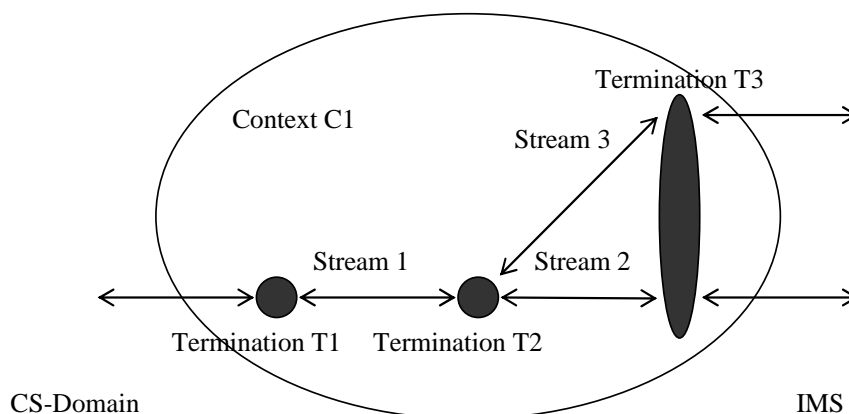 Termination T3
Context C1
Stream 3
Stream 1
Stream 2
Termination T1
Termination T2
CS-Domain
IMS